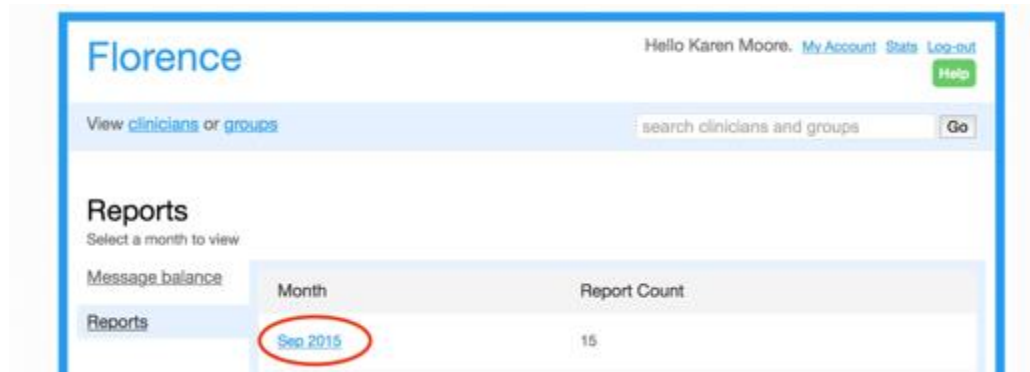 Florence
Hello Karen Moore. My Account Stats Log-out
Help
View clinicians or groups
search clinicians and groups Go
Reports
Select a month to view
Message balance
Month Report Count
Reports
Sep 2015 15